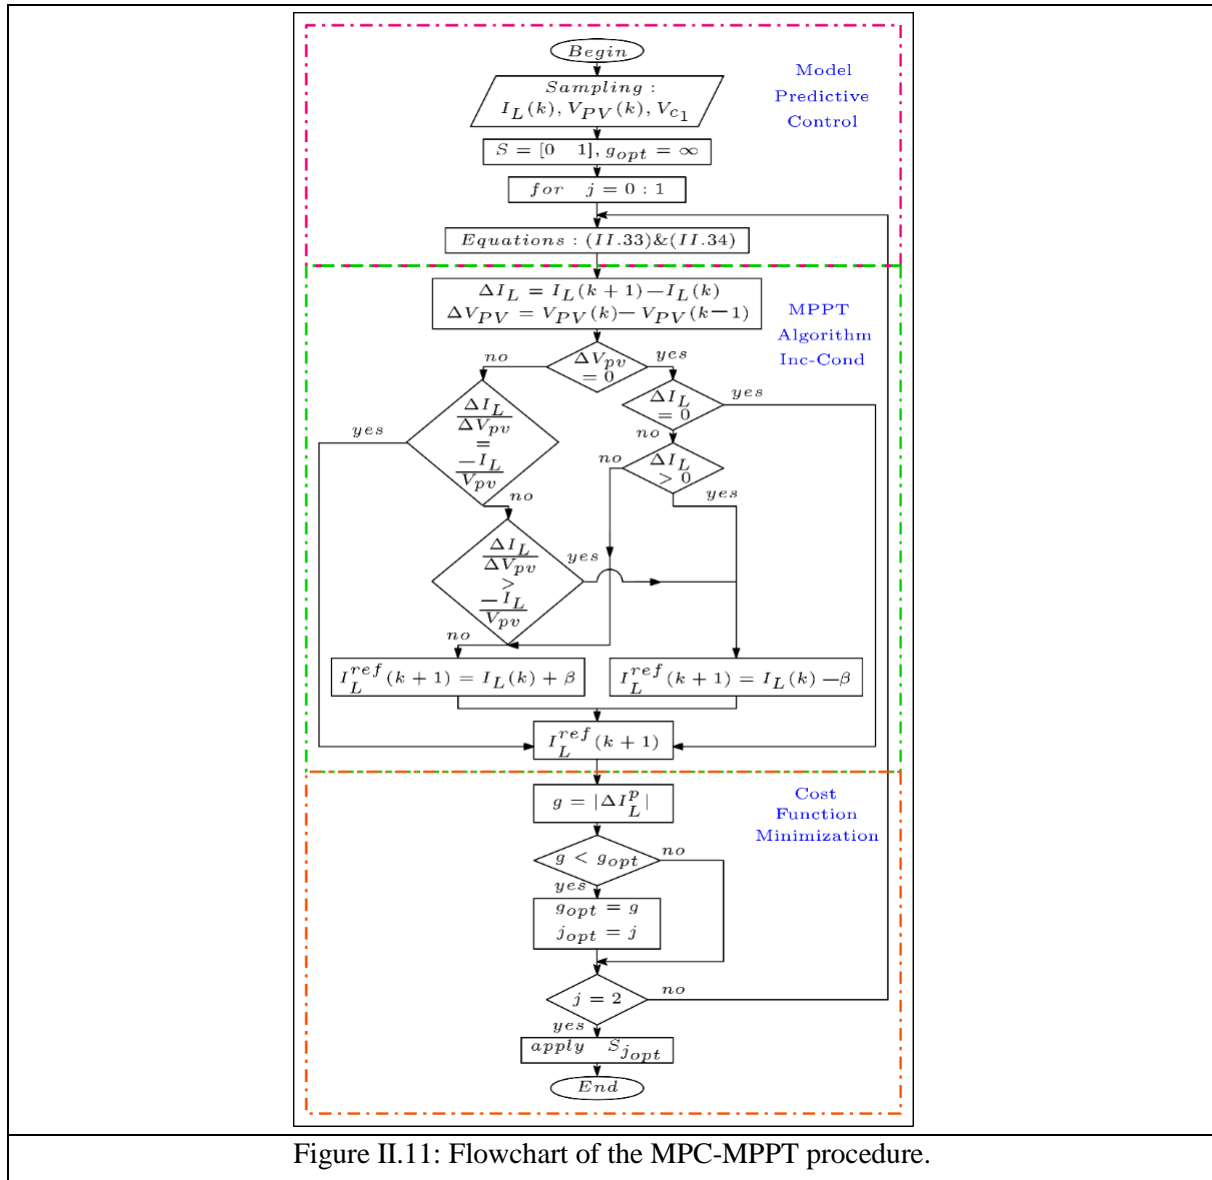 Begin
Model
Predictive
Control
Sampling :
I_L(k), V_PV(k), V_c_1
S = [0 1], g_opt = ∞
for j = 0 : 1
Equations : (II.33)&(II.34)
ΔI_L = I_L(k + 1) − I_L(k)
ΔV_PV = V_PV(k) − V_PV(k − 1)
MPPT
Algorithm
Inc-Cond
no
ΔV_pv
= 0
yes
ΔI_L
= 0
yes
no
yes
ΔI_L
ΔV_pv
=
−I_L
V_pv
no
no
ΔI_L
> 0
yes
ΔI_L
ΔV_pv
>
−I_L
V_pv
yes
no
I_L^ref(k + 1) = I_L(k) + β
I_L^ref(k + 1) = I_L(k) − β
I_L^ref(k + 1)
Cost
Function
Minimization
g = |ΔI_L^p|
g < g_opt
no
yes
g_opt = g
j_opt = j
j = 2
no
yes
apply S_j_opt
End
Figure II.11: Flowchart of the MPC-MPPT procedure.